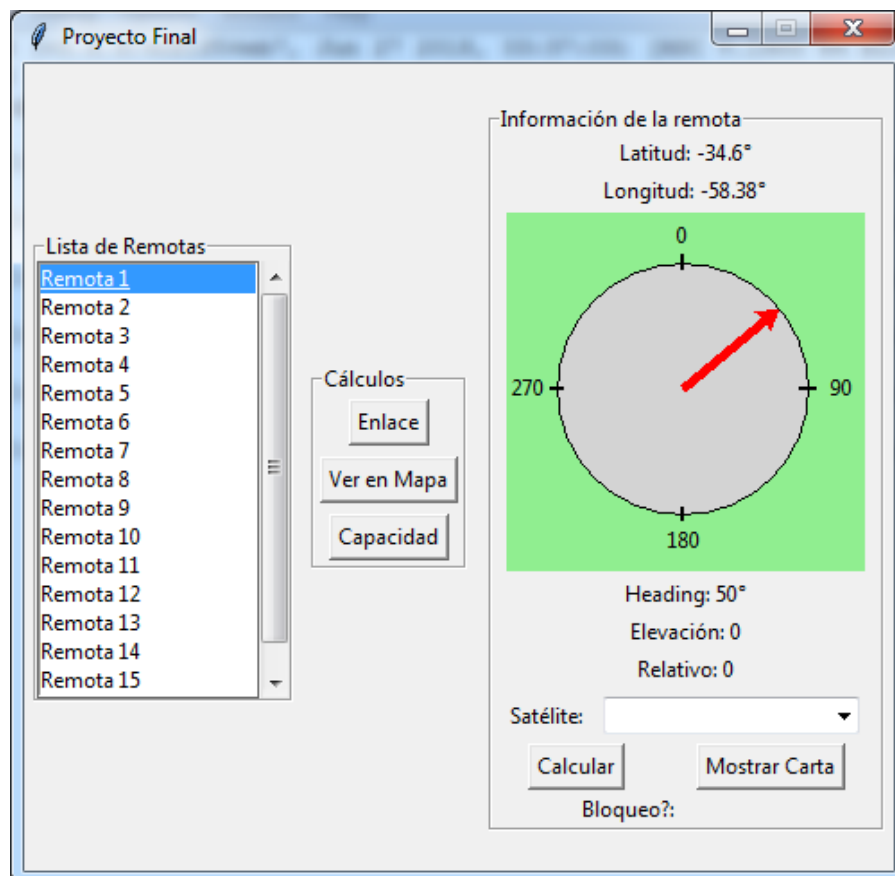 Proyecto Final
Lista de Remotas
Remota 1
Remota 2
Remota 3
Remota 4
Remota 5
Remota 6
Remota 7
Remota 8
Remota 9
Remota 10
Remota 11
Remota 12
Remota 13
Remota 14
Remota 15
Cálculos
Enlace
Ver en Mapa
Capacidad
Información de la remota
Latitud: -34.6°
Longitud: -58.38°
0
270
90
180
Heading: 50°
Elevación: 0
Relativo: 0
Satélite:
Calcular
Mostrar Carta
Bloqueo?: